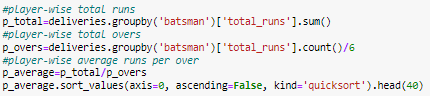 #player-wise total runs
p_total=deliveries.groupby('batsman')['total_runs'].sum()
#player-wise total overs
p_overs=deliveries.groupby('batsman')['total_runs'].count()/6
#player-wise average runs per over
p_average=p_total/p_overs
p_average.sort_values(axis=0, ascending=False, kind='quicksort').head(40)